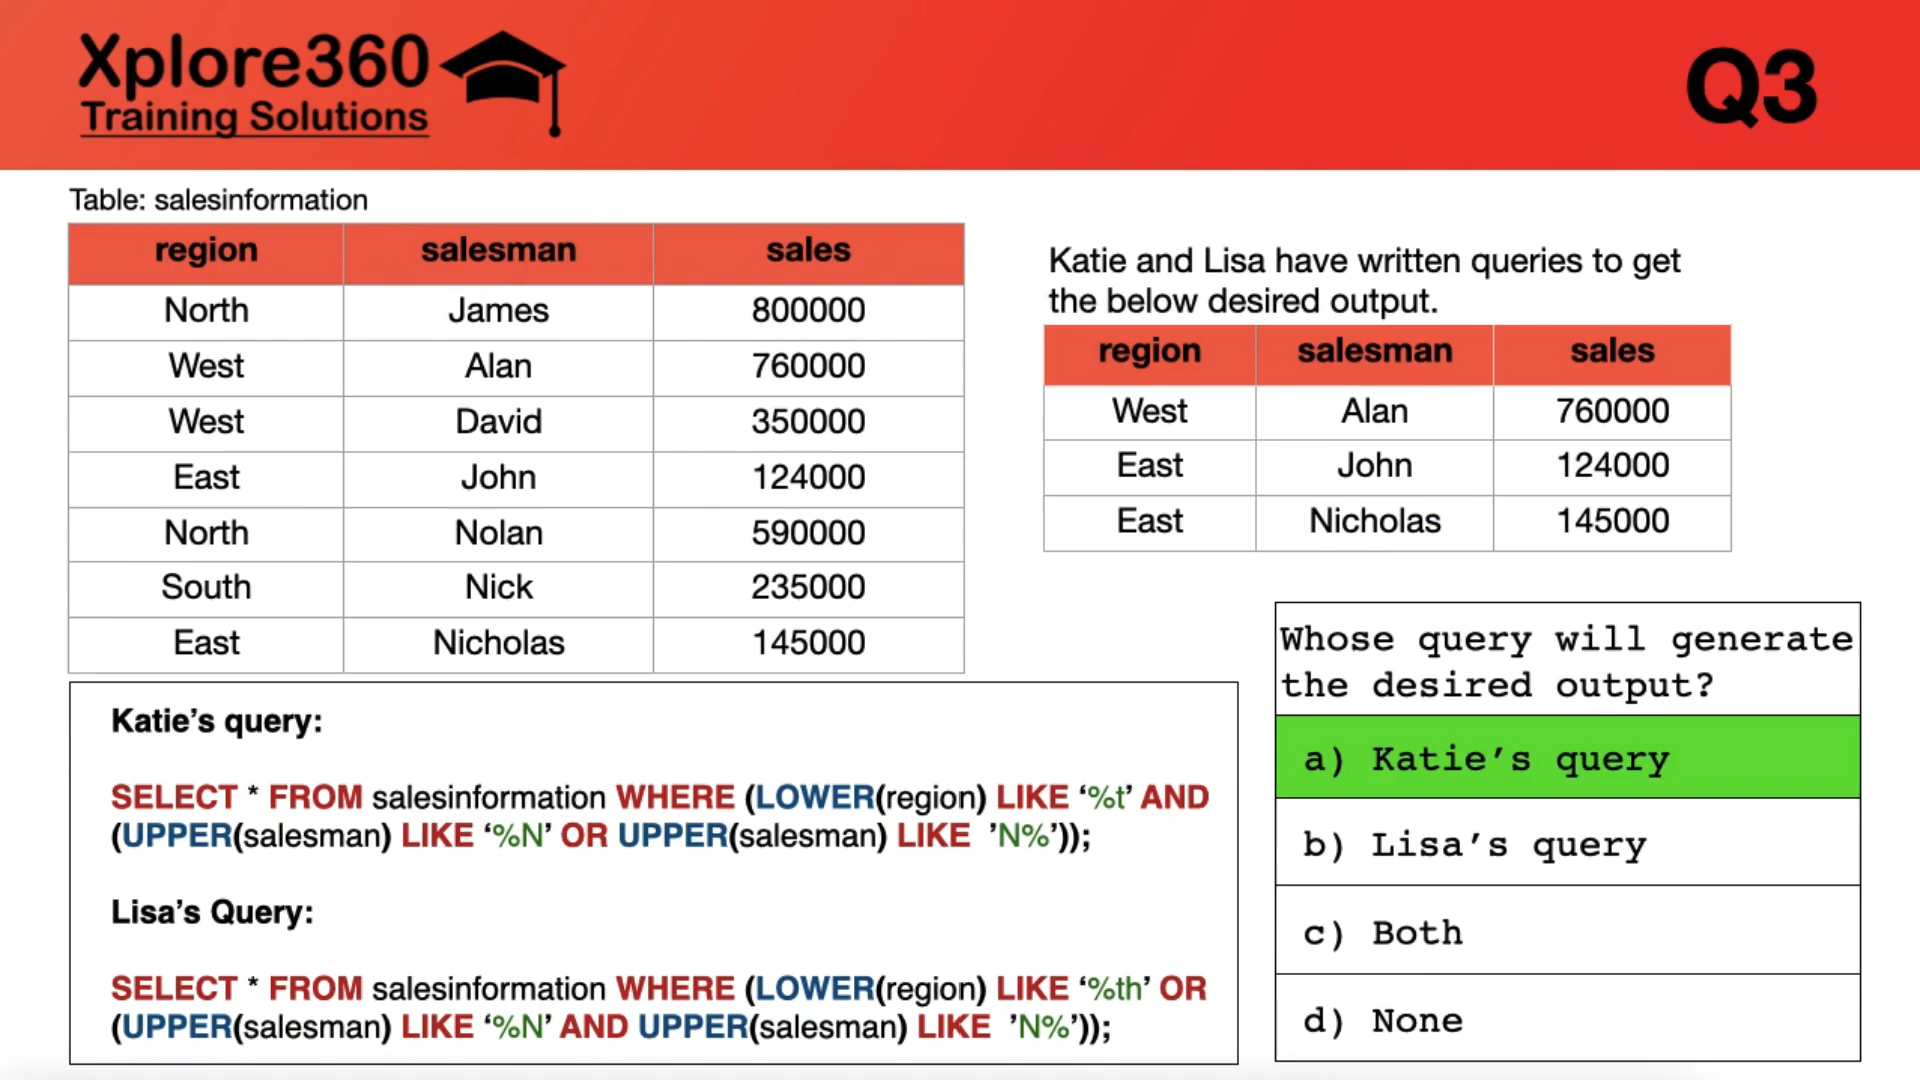 Xplore360
Training Solutions
Q3
Table: salesinformation
region salesman sales
North James 800000
West Alan 760000
West David 350000
East John 124000
North Nolan 590000
South Nick 235000
East Nicholas 145000
Katie and Lisa have written queries to get
the below desired output.
region salesman sales
West Alan 760000
East John 124000
East Nicholas 145000
Katie’s query:
SELECT * FROM salesinformation WHERE (LOWER(region) LIKE ‘%t’ AND
(UPPER(salesman) LIKE ‘%N’ OR UPPER(salesman) LIKE ’N%’));
Lisa’s Query:
SELECT * FROM salesinformation WHERE (LOWER(region) LIKE ‘%th’ OR
(UPPER(salesman) LIKE ‘%N’ AND UPPER(salesman) LIKE ’N%’));
Whose query will generate
the desired output?
a) Katie’s query
b) Lisa’s query
c) Both
d) None